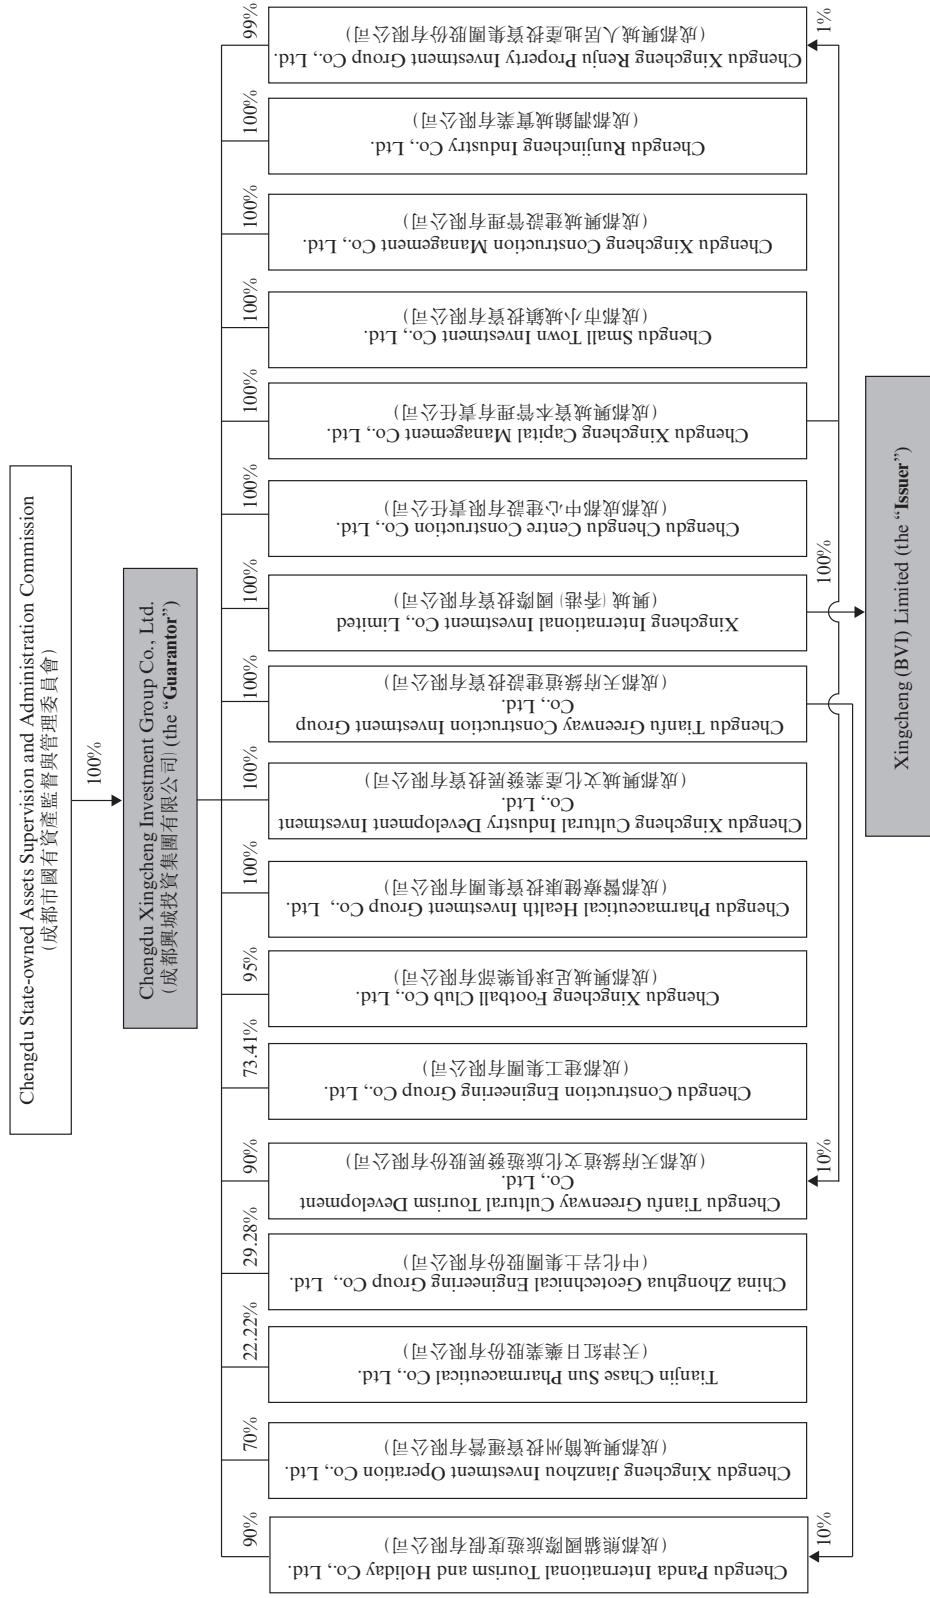 Chengdu State-owned Assets Supervision and Administration Commission
(成都市國有資產監督與管理委員會)
100%
Chengdu Xingcheng Investment Group Co., Ltd.
(成都興城投資集團有限公司) (the “Guarantor”)
90%
70%
22.22%
29.28%
90%
73.41%
95%
100%
100%
100%
100%
100%
100%
100%
100%
100%
99%
Chengdu Panda International Tourism and Holiday Co., Ltd.
(成都熊貓國際旅遊度假有限公司)
Chengdu Xingcheng Jianzhou Investment Operation Co., Ltd.
(成都興城簡州投資運營有限公司)
Tianjin Chase Sun Pharmaceutical Co., Ltd.
(天津紅日藥業股份有限公司)
China Zhonghua Geotechnical Engineering Group Co., Ltd.
(中化岩土集團股份有限公司)
Chengdu Tianfu Greenway Cultural Tourism Development
Co., Ltd.
(成都天府綠道文化旅遊發展股份有限公司)
Chengdu Construction Engineering Group Co., Ltd.
(成都建工集團有限公司)
Chengdu Xingcheng Football Club Co., Ltd.
(成都興城足球俱樂部有限公司)
Chengdu Pharmaceutical Health Investment Group Co., Ltd.
(成都醫療健康投資集團有限公司)
Chengdu Xingcheng Cultural Industry Development Investment
Co., Ltd.
(成都興城文化產業發展投資有限公司)
Chengdu Tianfu Greenway Construction Investment Group
Co., Ltd.
(成都天府綠道建設投資有限公司)
Xingcheng International Investment Co., Limited
(興城(香港)國際投資有限公司)
Chengdu Chengdu Centre Construction Co., Ltd.
(成都成都中心建設有限責任公司)
Chengdu Xingcheng Capital Management Co., Ltd.
(成都興城資本管理有責任公司)
Chengdu Small Town Investment Co., Ltd.
(成都市小城鎮投資有限公司)
Chengdu Xingcheng Construction Management Co., Ltd.
(成都興城建設管理有限公司)
Chengdu Runjincheng Industry Co., Ltd.
(成都潤錦城實業有限公司)
Chengdu Xingcheng Renju Property Investment Group Co., Ltd.
(成都興城人居地產投資集團股份有限公司)
10%
10%
100%
1%
Xingcheng (BVI) Limited (the “Issuer”)